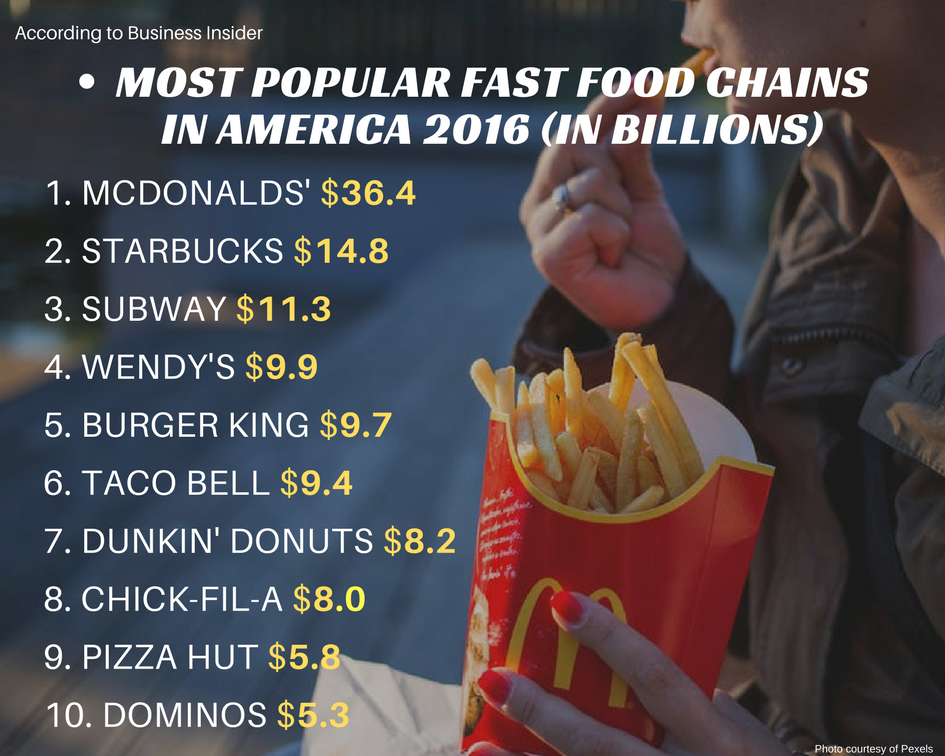 According to Business Insider
• MOST POPULAR FAST FOOD CHAINS
IN AMERICA 2016 (IN BILLIONS)
1. MCDONALDS' $36.4
2. STARBUCKS $14.8
3. SUBWAY $11.3
4. WENDY'S $9.9
5. BURGER KING $9.7
6. TACO BELL $9.4
7. DUNKIN' DONUTS $8.2
8. CHICK-FIL-A $8.0
9. PIZZA HUT $5.8
10. DOMINOS $5.3
Photo courtesy of Pexels